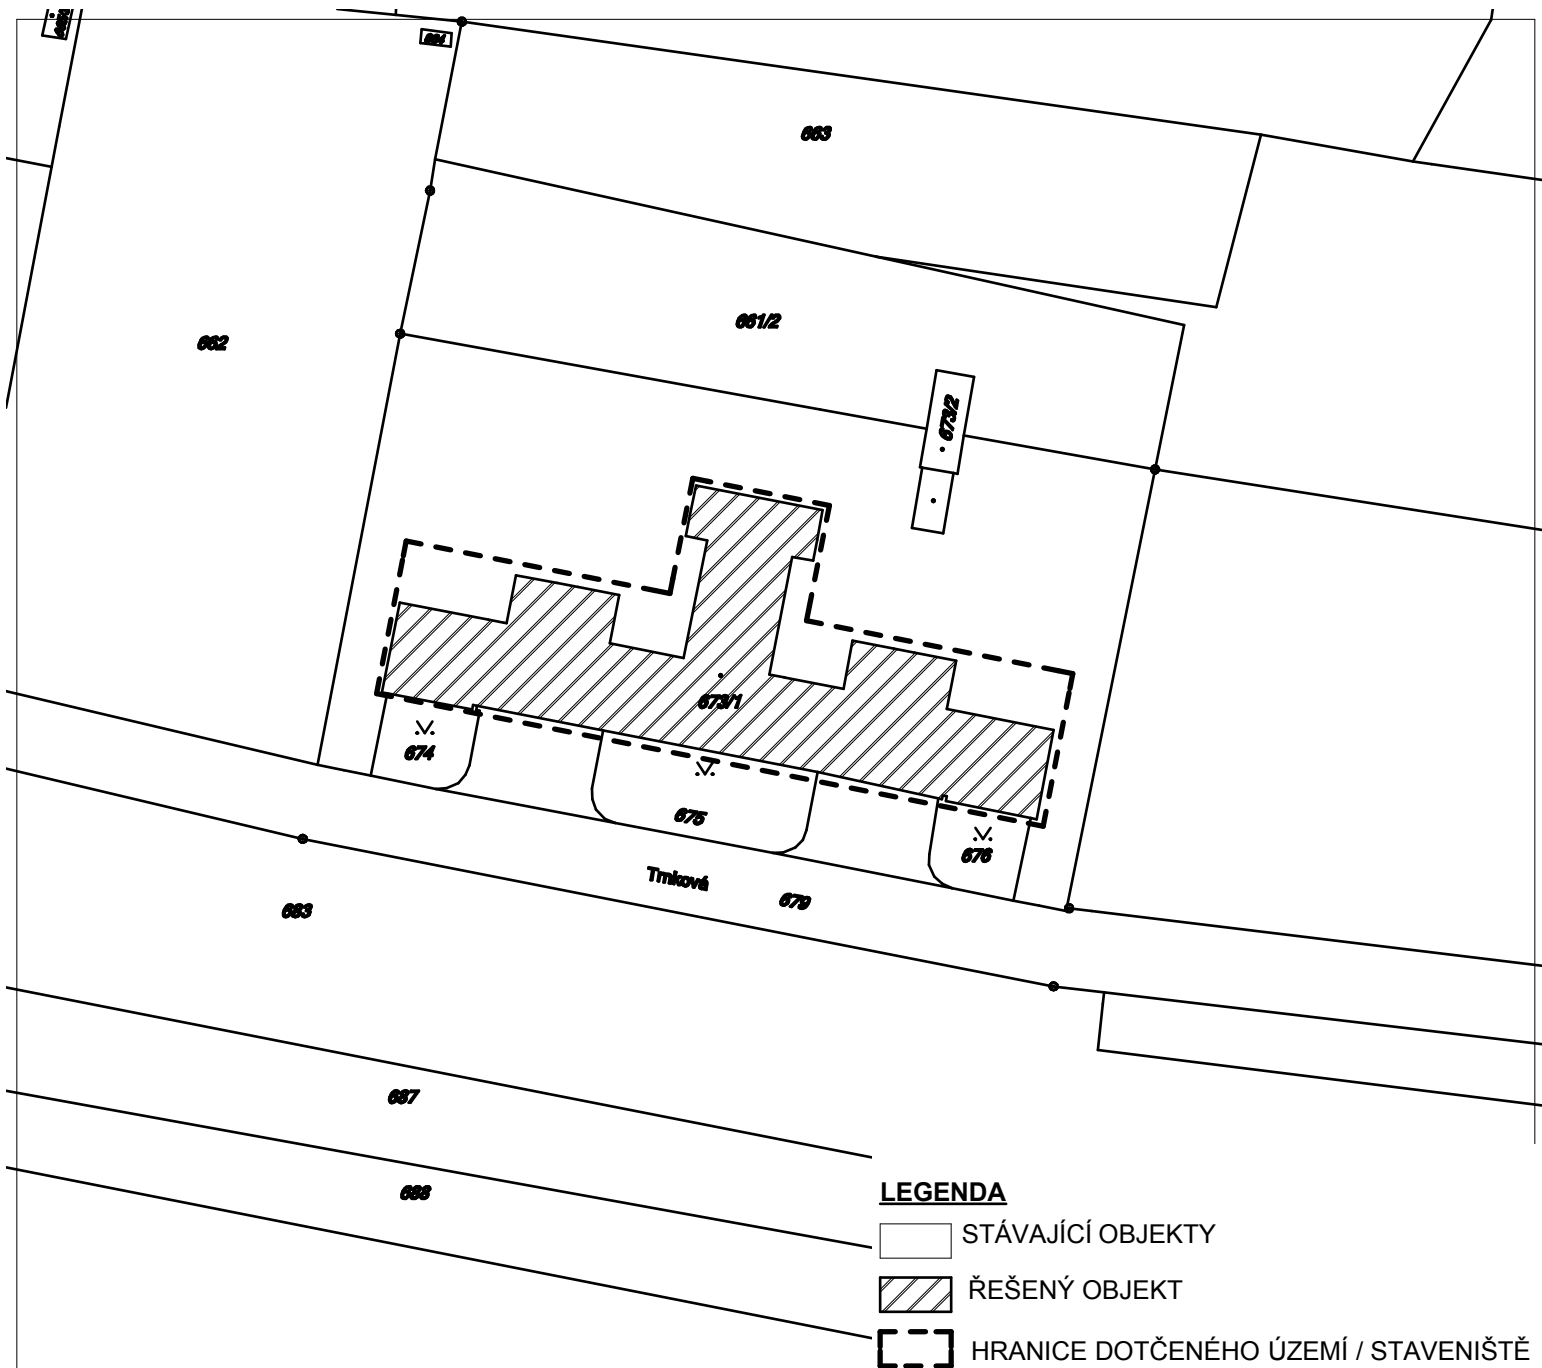 663
661/2
662
673/2
673/1
674
675
676
Trnková
679
683
687
688
LEGENDA
STÁVAJÍCÍ OBJEKTY
ŘEŠENÝ OBJEKT
HRANICE DOTČENÉHO ÚZEMÍ / STAVENIŠTĚ